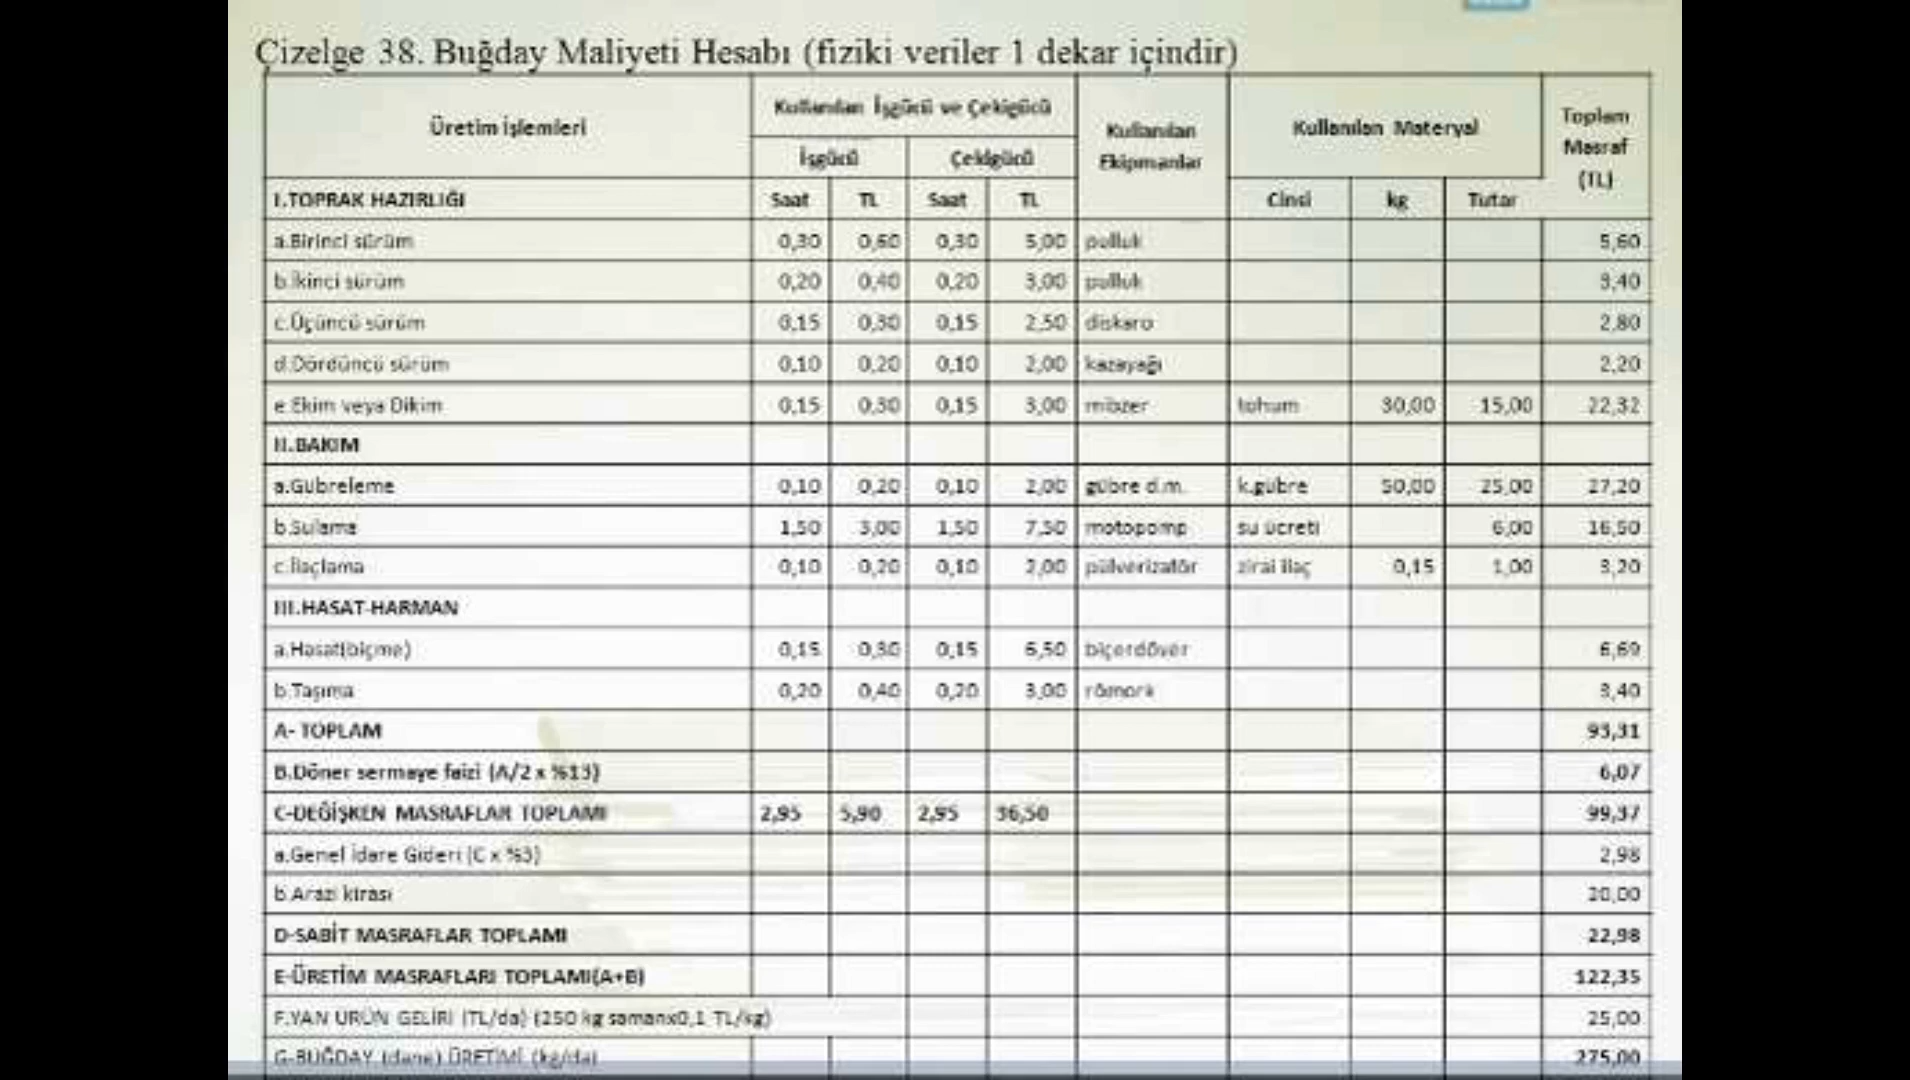 Çizelge 38. Buğday Maliyeti Hesabı (fiziki veriler 1 dekar içindir)
Üretim İşlemleri Kullanılan İşgücü ve Çekigücü Kullanılan Ekipmanlar Kullanılan Materyal Toplam Masraf (TL)
İşgücü Çekigücü
I.TOPRAK HAZIRLIĞI Saat TL Saat TL Cinsi kg Tutar
a.Birinci sürüm 0,30 0,60 0,30 5,00 pulluk 5,60
b.İkinci sürüm 0,20 0,40 0,20 3,00 pulluk 3,40
c.Üçüncü sürüm 0,15 0,30 0,15 2,50 diskaro 2,80
d.Dördüncü sürüm 0,10 0,20 0,10 2,00 kazayağı 2,20
e.Ekim veya Dikim 0,15 0,30 0,15 3,00 mibzer tohum 30,00 15,00 22,32
II.BAKIM
a.Gübreleme 0,10 0,20 0,10 2,00 gübre d.m. k.gübre 50,00 25,00 27,20
b.Sulama 1,50 3,00 1,50 7,50 motopomp su ücreti 6,00 16,50
c.İlaçlama 0,10 0,20 0,10 2,00 pülverizatör zirai ilaç 0,15 1,00 3,20
III.HASAT-HARMAN
a.Hasat(biçme) 0,15 0,30 0,15 6,50 biçerdöver 6,69
b.Taşıma 0,20 0,40 0,20 3,00 römork 3,40
A- TOPLAM 93,31
B.Döner sermaye faizi (A/2 x %13) 6,07
C-DEĞİŞKEN MASRAFLAR TOPLAMI 2,95 5,90 2,95 36,50 99,37
a.Genel İdare Gideri (C x %3) 2,98
b.Arazi kirası 20,00
D-SABİT MASRAFLAR TOPLAMI 22,98
E-ÜRETİM MASRAFLARI TOPLAMI(A+B) 122,35
F.YAN ÜRÜN GELİRİ (TL/da) (250 kg samanx0,1 TL/kg) 25,00
G-BUĞDAY (dane) ÜRETİMİ (kg/da) 275,00